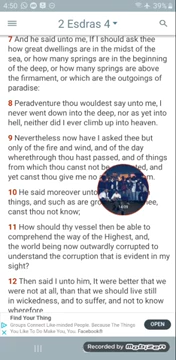 4:50
2 Esdras 4
7 And he said unto me, If I should ask thee
how great dwellings are in the midst of the
sea, or how many springs are in the beginning
of the deep, or how many springs are above
the firmament, or which are the outgoings of
paradise:
8 Peradventure thou wouldest say unto me, I
never went down into the deep, nor as yet into
hell, neither did I ever climb up into heaven.
9 Nevertheless now have I asked thee but
only of the fire and wind, and of the day
wherethrough thou hast passed, and of things
from which thou canst not be
yet canst thou give me no
10 He said moreover unto
things, and such as are
canst thou not know;
11 How should thy vessel then be able to
comprehend the way of the Highest, and,
the world being now outwardly corrupted to
understand the corruption that is evident in my
sight?
12 Then said I unto him, It were better that we
were not at all, than that we should live still
in wickedness, and to suffer, and not to know
wherefore
Find Your Thing
Groups Connect Like-minded People. Because The Things
You Like To Do Make You, You. Facebook
OPEN
RECORDED WITH